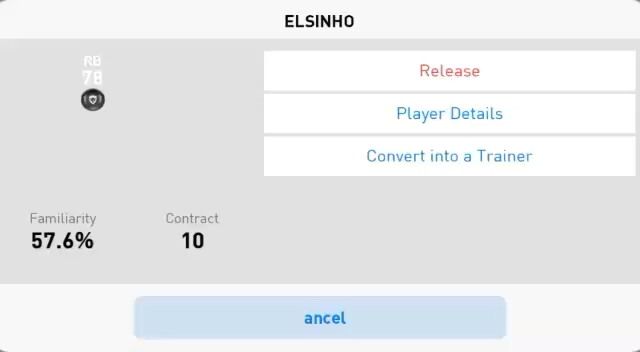 ELSINHO
RB
78
Release
Player Details
Convert into a Trainer
Familiarity
57.6%
Contract
10
ancel